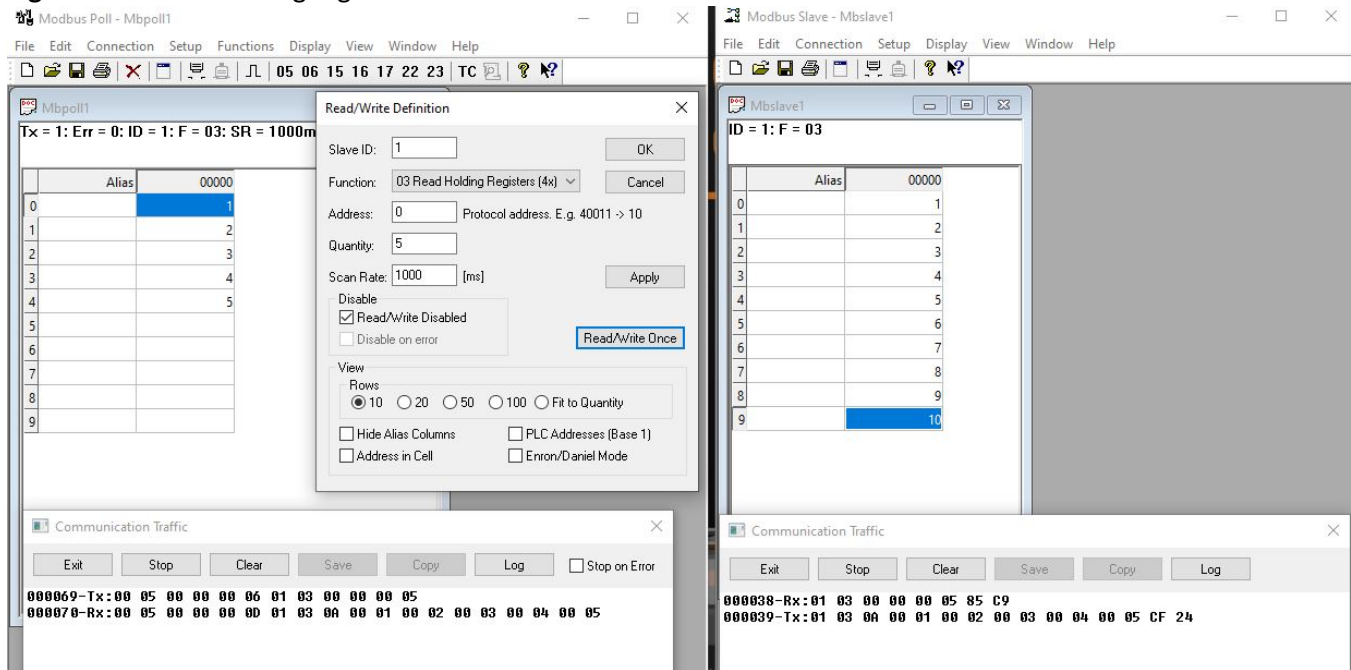 Modbus Poll - Mbpoll1
File Edit Connection Setup Functions Display View Window Help
05 06 15 16 17 22 23 TC
Mbpoll1
Tx = 1: Err = 0: ID = 1: F = 03: SR = 1000m
Alias 00000
0 1
1 2
2 3
3 4
4 5
5
6
7
8
9
Read/Write Definition
Slave ID: 1 OK
Function: 03 Read Holding Registers (4x) Cancel
Address: 0 Protocol address. E.g. 40011 -> 10
Quantity: 5
Scan Rate: 1000 [ms] Apply
Disable
Read/Write Disabled
Disable on error Read/Write Once
View
Rows
10 20 50 100 Fit to Quantity
Hide Alias Columns PLC Addresses (Base 1)
Address in Cell Enron/Daniel Mode
Communication Traffic
Exit Stop Clear Save Copy Log Stop on Error
000069-Tx:00 05 00 00 00 06 01 03 00 00 00 05
000070-Rx:00 05 00 00 00 0D 01 03 0A 00 01 00 02 00 03 00 04 00 05
Modbus Slave - Mbslave1
File Edit Connection Setup Display View Window Help
Mbslave1
ID = 1: F = 03
Alias 00000
0 1
1 2
2 3
3 4
4 5
5 6
6 7
7 8
8 9
9 10
Communication Traffic
Exit Stop Clear Save Copy Log
000038-Rx:01 03 00 00 00 05 85 C9
000039-Tx:01 03 0A 00 01 00 02 00 03 00 04 00 05 CF 24